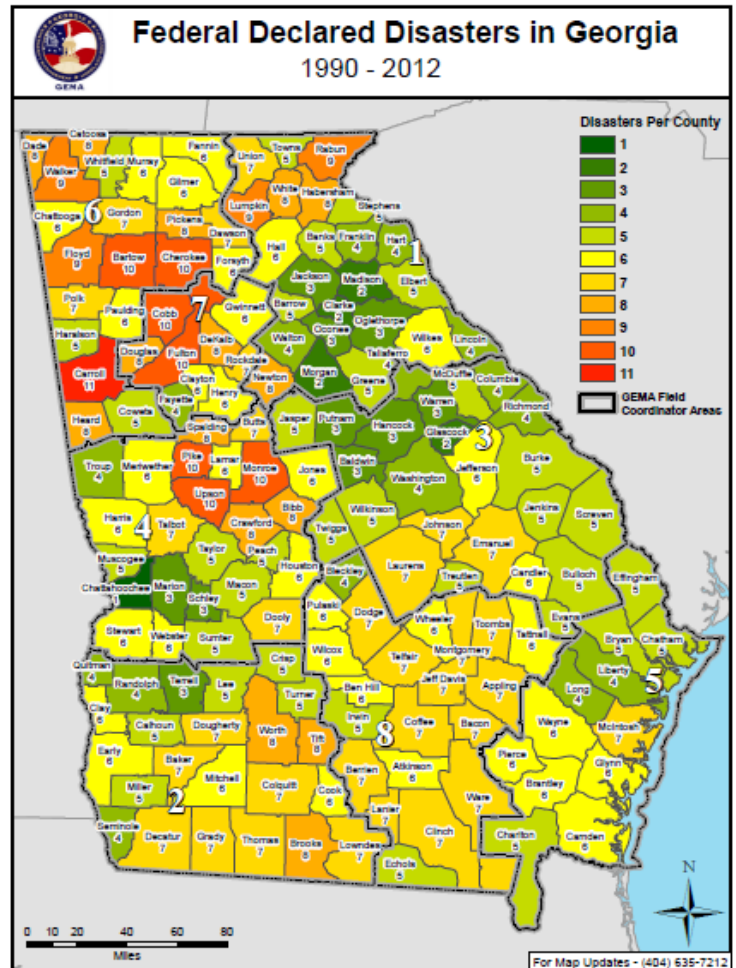 Federal Declared Disasters in Georgia
1990 - 2012
GEMA
Disasters Per County
1
2
3
4
5
6
7
8
9
10
11
GEMA Field
Coordinator Areas
Dade
8
Catoosa
8
Walker
9
Whitfield
5
Murray
6
Fannin
6
Gilmer
6
Union
7
Towns
5
Rabun
9
Lumpkin
9
White
8
Habersham
8
Stephens
5
Chattooga
6
6
Gordon
7
Pickens
8
Dawson
7
Floyd
9
Bartow
10
Cherokee
10
Forsyth
6
Hall
6
Banks
5
Franklin
4
Hart
4
1
Jackson
3
Madison
2
Elbert
5
Polk
7
Paulding
6
7
Cobb
10
Gwinnett
6
Barrow
5
Clarke
2
Oconee
3
Oglethorpe
3
Wilkes
6
Lincoln
4
Haralson
5
Douglas
8
Fulton
10
DeKalb
8
Rockdale
7
Walton
4
Morgan
2
Greene
5
Taliaferro
4
Carroll
11
Clayton
6
Fayette
4
Henry
6
Newton
8
McDuffie
5
Columbia
4
Warren
3
Richmond
4
Heard
8
Coweta
5
Spalding
8
Butts
7
Jasper
5
Putnam
3
Hancock
3
Glascock
2
3
Troup
4
Meriwether
6
Pike
10
Lamar
6
Monroe
10
Jones
6
Baldwin
3
Washington
4
Jefferson
6
Burke
5
Upson
10
Harris
6
4
Talbot
7
Crawford
8
Bibb
8
Wilkinson
5
Twiggs
5
Johnson
7
Jenkins
5
Screven
5
Muscogee
5
Taylor
5
Peach
5
Houston
6
Bleckley
4
Laurens
7
Emanuel
7
Treutlen
5
Candler
6
Bulloch
5
Effingham
5
Chattahoochee
1
Marion
3
Schley
3
Macon
5
Dooly
7
Pulaski
6
Dodge
7
Wheeler
6
Montgomery
7
Toombs
7
Tattnall
6
Evans
5
Bryan
5
Chatham
5
Stewart
6
Webster
6
Sumter
5
Wilcox
6
Telfair
7
Liberty
4
5
Long
4
Quitman
4
Randolph
4
Terrell
3
Lee
5
Crisp
5
Turner
5
Ben Hill
6
Jeff Davis
7
Appling
7
Clay
6
Calhoun
5
Dougherty
7
Worth
8
Tift
8
Irwin
5
8
Coffee
7
Bacon
7
Wayne
6
McIntosh
7
Early
6
Baker
7
Mitchell
6
Colquitt
7
Cook
6
Berrien
7
Atkinson
6
Pierce
6
Glynn
6
Brantley
6
Miller
5
2
Lanier
7
Ware
7
Seminole
4
Decatur
7
Grady
7
Thomas
7
Brooks
8
Lowndes
7
Clinch
7
Echols
5
Charlton
5
Camden
6
N
0 10 20 40 60 80
Miles
For Map Updates - (404) 635-7212